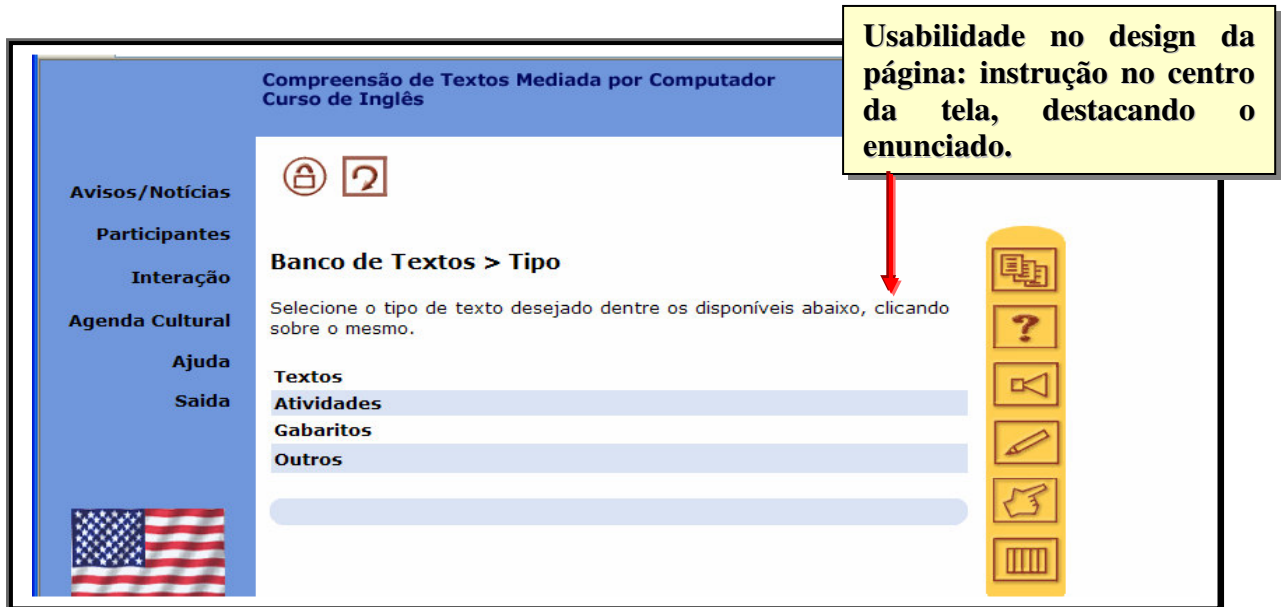 Usabilidade no design da
página: instrução no centro
da tela, destacando o
enunciado.
Compreensão de Textos Mediada por Computador
Curso de Inglês
Avisos/Notícias
Participantes
Interação
Agenda Cultural
Ajuda
Saida
Banco de Textos > Tipo
Selecione o tipo de texto desejado dentre os disponíveis abaixo, clicando
sobre o mesmo.
Textos
Atividades
Gabaritos
Outros
?